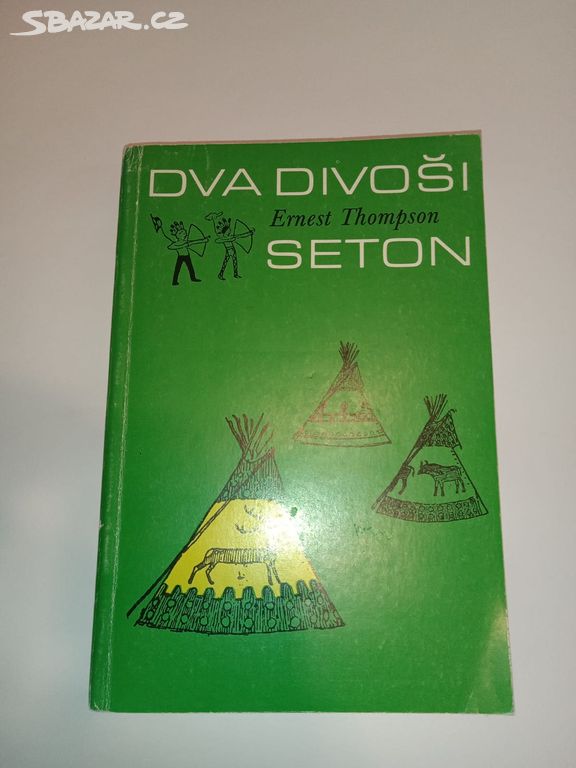 SBAZAR.CZ
DVA DIVOŠI
Ernest Thompson
SETON